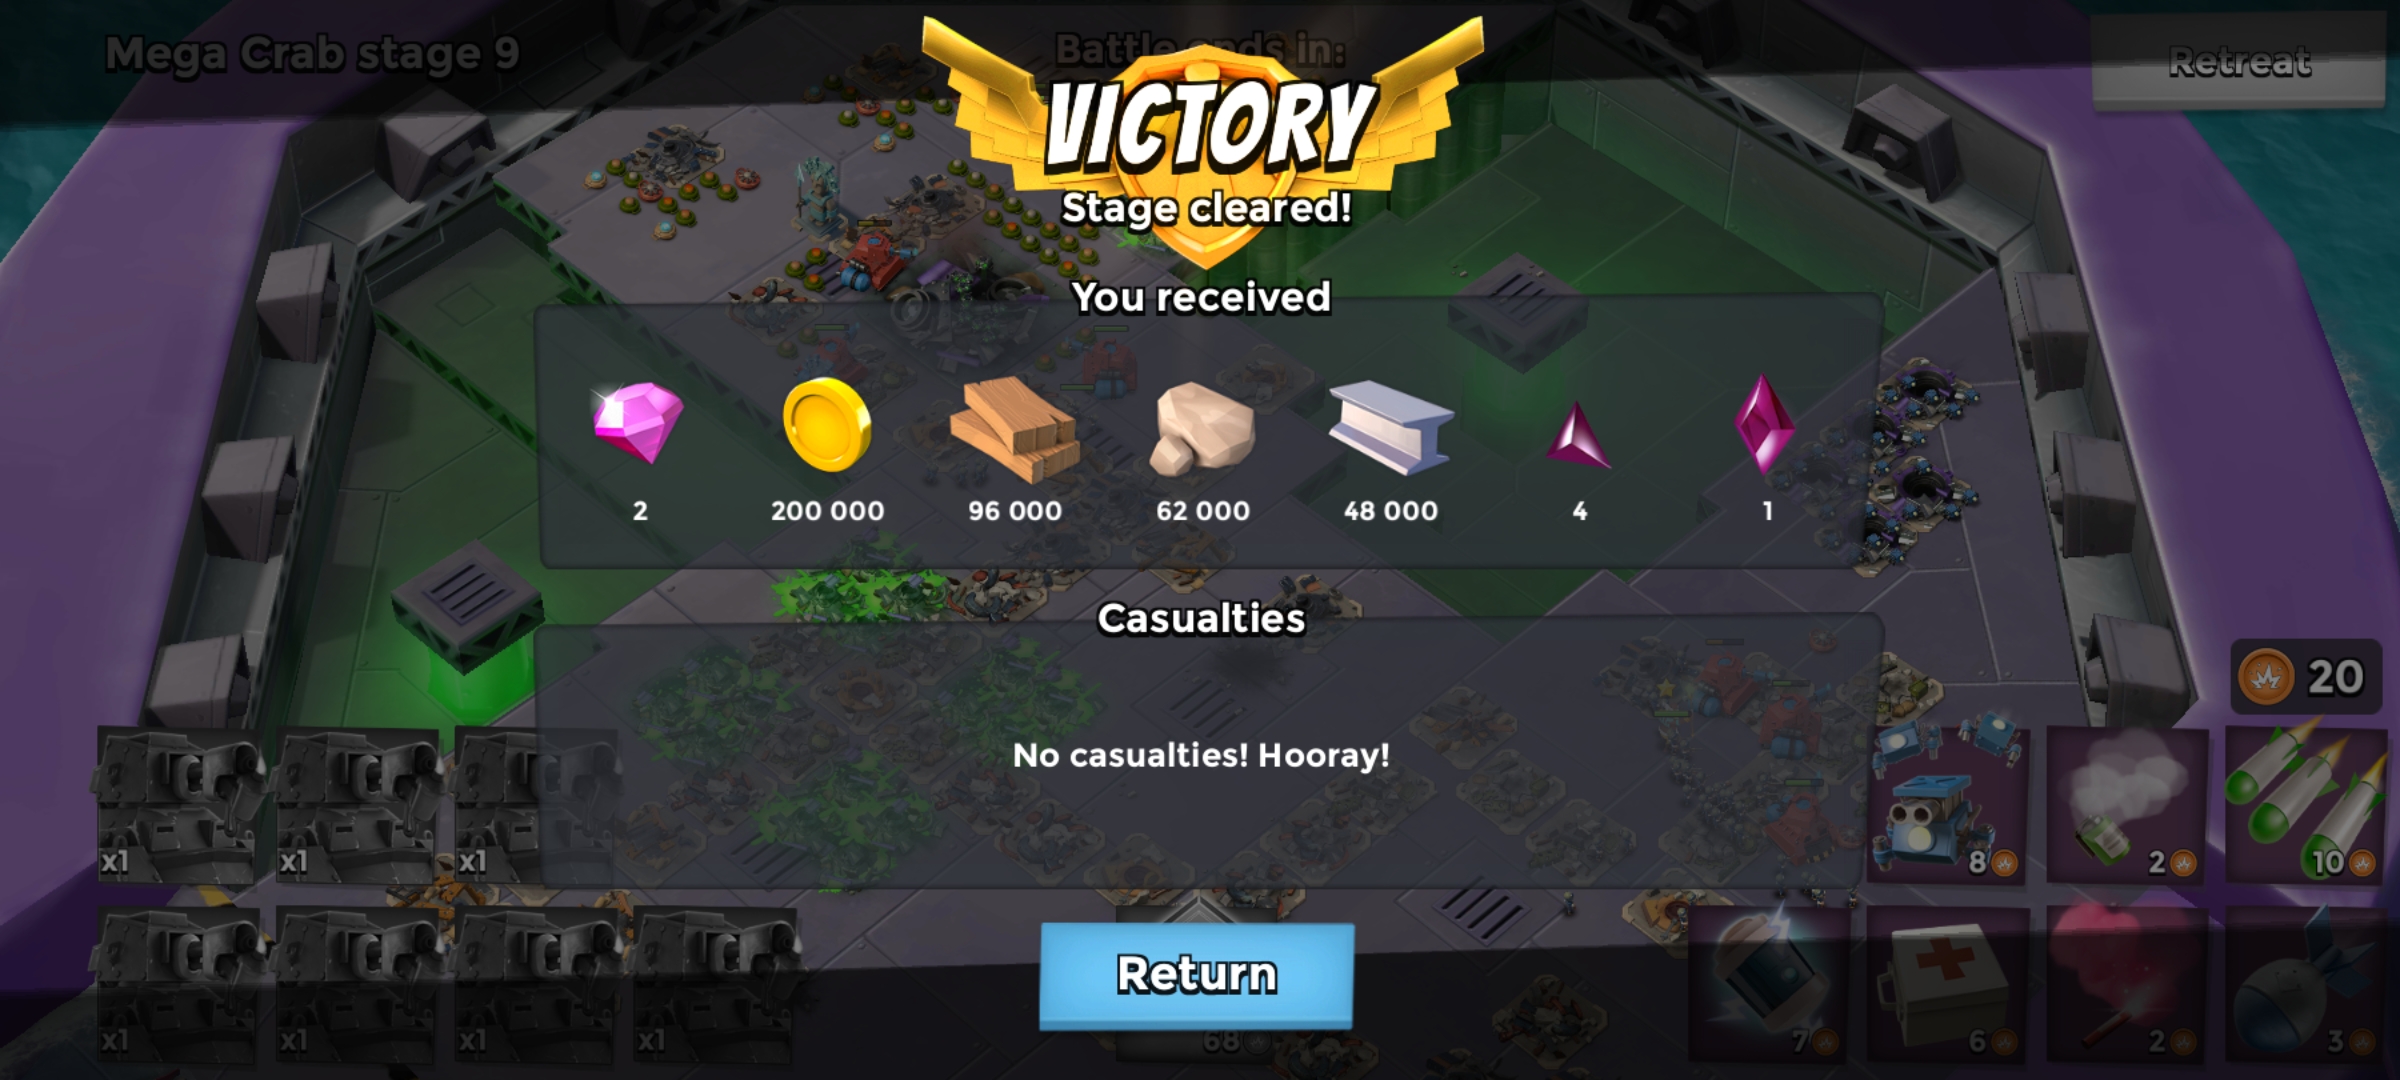 Mega Crab stage 9
Battle ends in:
Retreat
VICTORY
Stage cleared!
You received
2
200 000
96 000
62 000
48 000
4
1
Casualties
No casualties! Hooray!
20
x1
x1
x1
8
2
10
Return
x1
x1
x1
x1
68
7
6
2
3